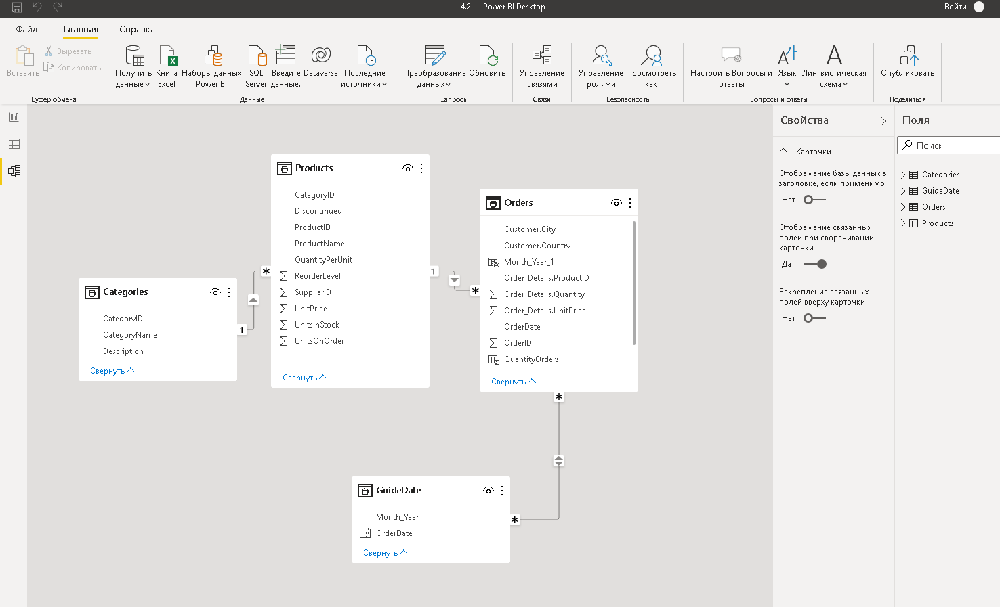 4.2 — Power BI Desktop
Войти
Файл
Главная
Справка
Вставить
Вырезать
Копировать
Буфер обмена
Получить данные
Книга Excel
Наборы данных Power BI
SQL Server
Введите данные.
Dataverse
Последние источники
Данные
Преобразование данных
Обновить
Запросы
Управление связями
Связи
Управление ролями
Просмотреть как
Безопасность
Настроить Вопросы и ответы
Язык
Лингвистическая схема
Вопросы и ответы
Опубликовать
Поделиться
Products
CategoryID
Discontinued
ProductID
ProductName
QuantityPerUnit
ReorderLevel
SupplierID
UnitPrice
UnitsInStock
UnitsOnOrder
Свернуть
Orders
Customer.City
Customer.Country
Month_Year_1
Order_Details.ProductID
Order_Details.Quantity
Order_Details.UnitPrice
OrderDate
OrderID
QuantityOrders
Свернуть
Categories
CategoryID
CategoryName
Description
Свернуть
1
*
1
*
*
*
GuideDate
Month_Year
OrderDate
Свернуть
Свойства
Карточки
Отображение базы данных в
заголовке, если применимо.
Нет
Отображение связанных
полей при сворачивании
карточки
Да
Закрепление связанных
полей вверху карточки
Нет
Поля
Поиск
Categories
GuideDate
Orders
Products